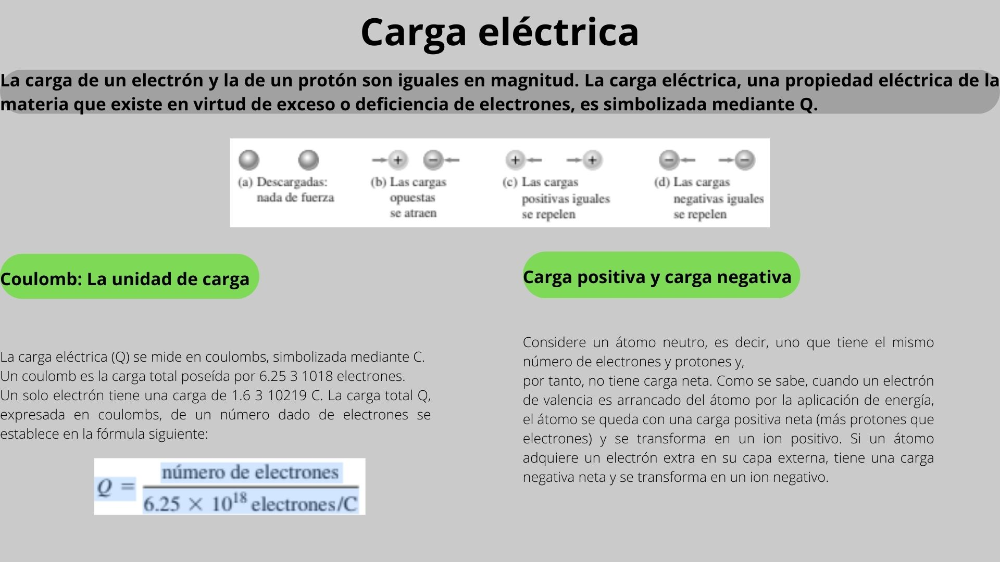 Carga eléctrica
La carga de un electrón y la de un protón son iguales en magnitud. La carga eléctrica, una propiedad eléctrica de la
materia que existe en virtud de exceso o deficiencia de electrones, es simbolizada mediante Q.
+ − + + − −
(a) Descargadas:
nada de fuerza
(b) Las cargas
opuestas
se atraen
(c) Las cargas
positivas iguales
se repelen
(d) Las cargas
negativas iguales
se repelen
Coulomb: La unidad de carga
La carga eléctrica (Q) se mide en coulombs, simbolizada mediante C.
Un coulomb es la carga total poseída por 6.25 3 1018 electrones.
Un solo electrón tiene una carga de 1.6 3 10219 C. La carga total Q,
expresada en coulombs, de un número dado de electrones se
establece en la fórmula siguiente:
Q = número de electrones
6.25 × 10¹⁸ electrones/C
Carga positiva y carga negativa
Considere un átomo neutro, es decir, uno que tiene el mismo
número de electrones y protones y,
por tanto, no tiene carga neta. Como se sabe, cuando un electrón
de valencia es arrancado del átomo por la aplicación de energía,
el átomo se queda con una carga positiva neta (más protones que
electrones) y se transforma en un ion positivo. Si un átomo
adquiere un electrón extra en su capa externa, tiene una carga
negativa neta y se transforma en un ion negativo.